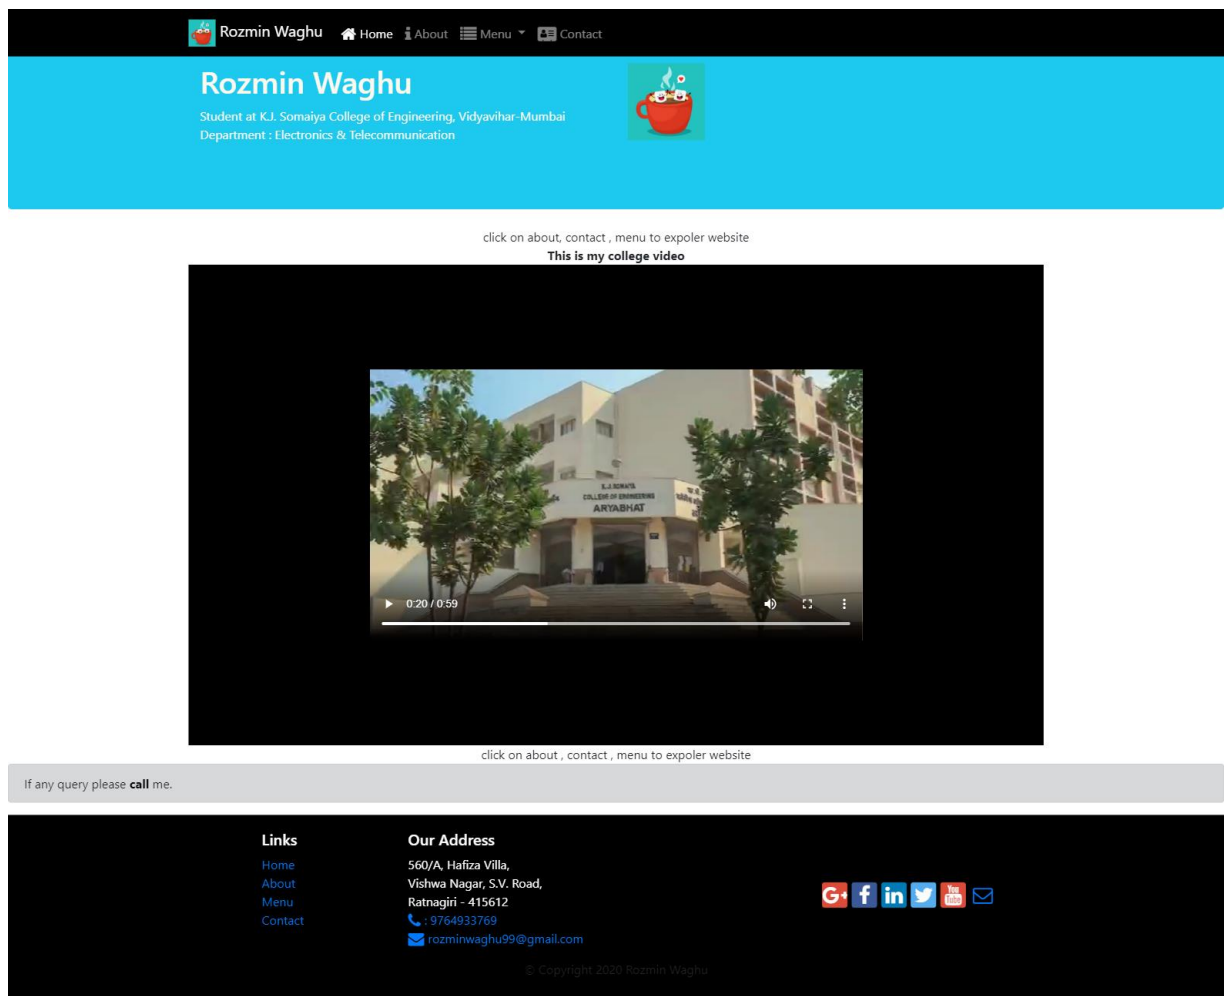 Rozmin Waghu Home About Menu Contact
Rozmin Waghu
Student at K.J. Somaiya College of Engineering, Vidyavihar-Mumbai
Department : Electronics & Telecommunication
click on about, contact , menu to expoler website
This is my college video
K.J. SOMAIYA
COLLEGE OF ENGINEERING
ARYABHAT
0:20 / 0:59
click on about , contact , menu to expoler website
If any query please call me.
Links
Home
About
Menu
Contact
Our Address
560/A, Hafiza Villa,
Vishwa Nagar, S.V. Road,
Ratnagiri - 415612
: 9764933769
rozminwaghu99@gmail.com
G+ f in You Tube
© Copyright 2020 Rozmin Waghu